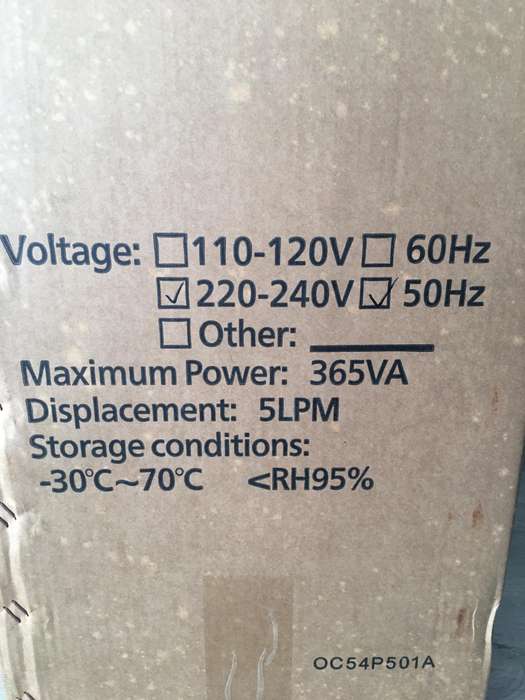 Voltage: ☐110-120V ☐ 60Hz
☑220-240V ☑ 50Hz
☐ Other: ________
Maximum Power: 365VA
Displacement: 5LPM
Storage conditions:
-30°C~70°C <RH95%
OC54P501A